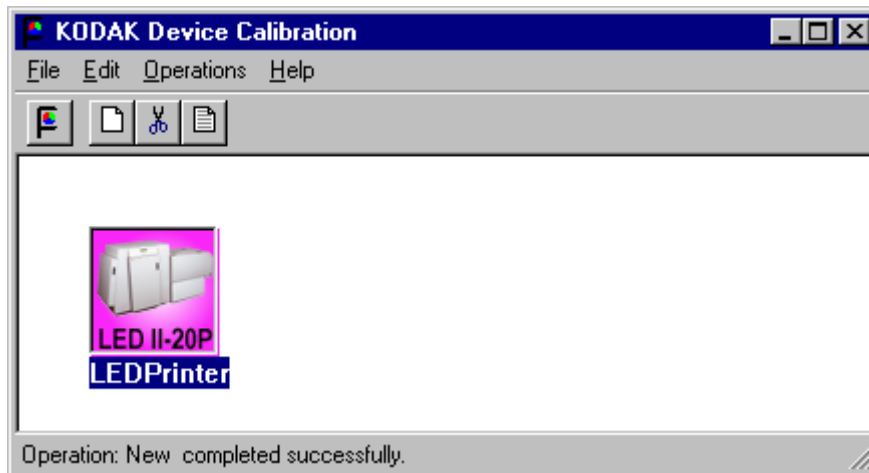 KODAK Device Calibration
File Edit Operations Help
LED II-20P
LEDPrinter
Operation: New  completed successfully.